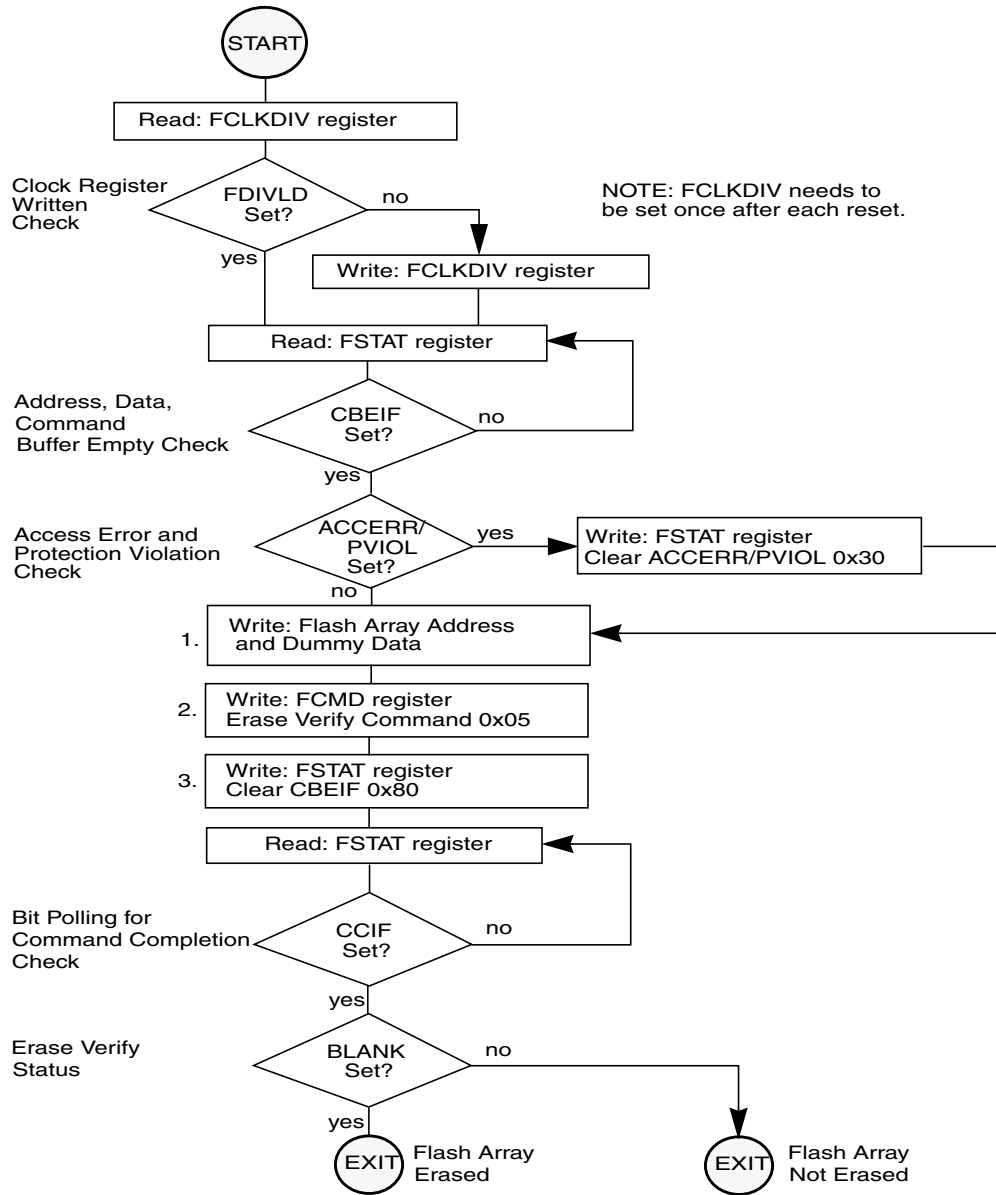 START
Read: FCLKDIV register
Clock Register
Written
Check
FDIVLD
Set?
no
NOTE: FCLKDIV needs to
be set once after each reset.
yes
Write: FCLKDIV register
Read: FSTAT register
Address, Data,
Command
Buffer Empty Check
CBEIF
Set?
no
yes
Access Error and
Protection Violation
Check
ACCERR/
PVIOL
Set?
yes
Write: FSTAT register
Clear ACCERR/PVIOL 0x30
no
1.
Write: Flash Array Address
and Dummy Data
2.
Write: FCMD register
Erase Verify Command 0x05
3.
Write: FSTAT register
Clear CBEIF 0x80
Read: FSTAT register
Bit Polling for
Command Completion
Check
CCIF
Set?
no
yes
Erase Verify
Status
BLANK
Set?
no
yes
EXIT
Flash Array
Erased
EXIT
Flash Array
Not Erased